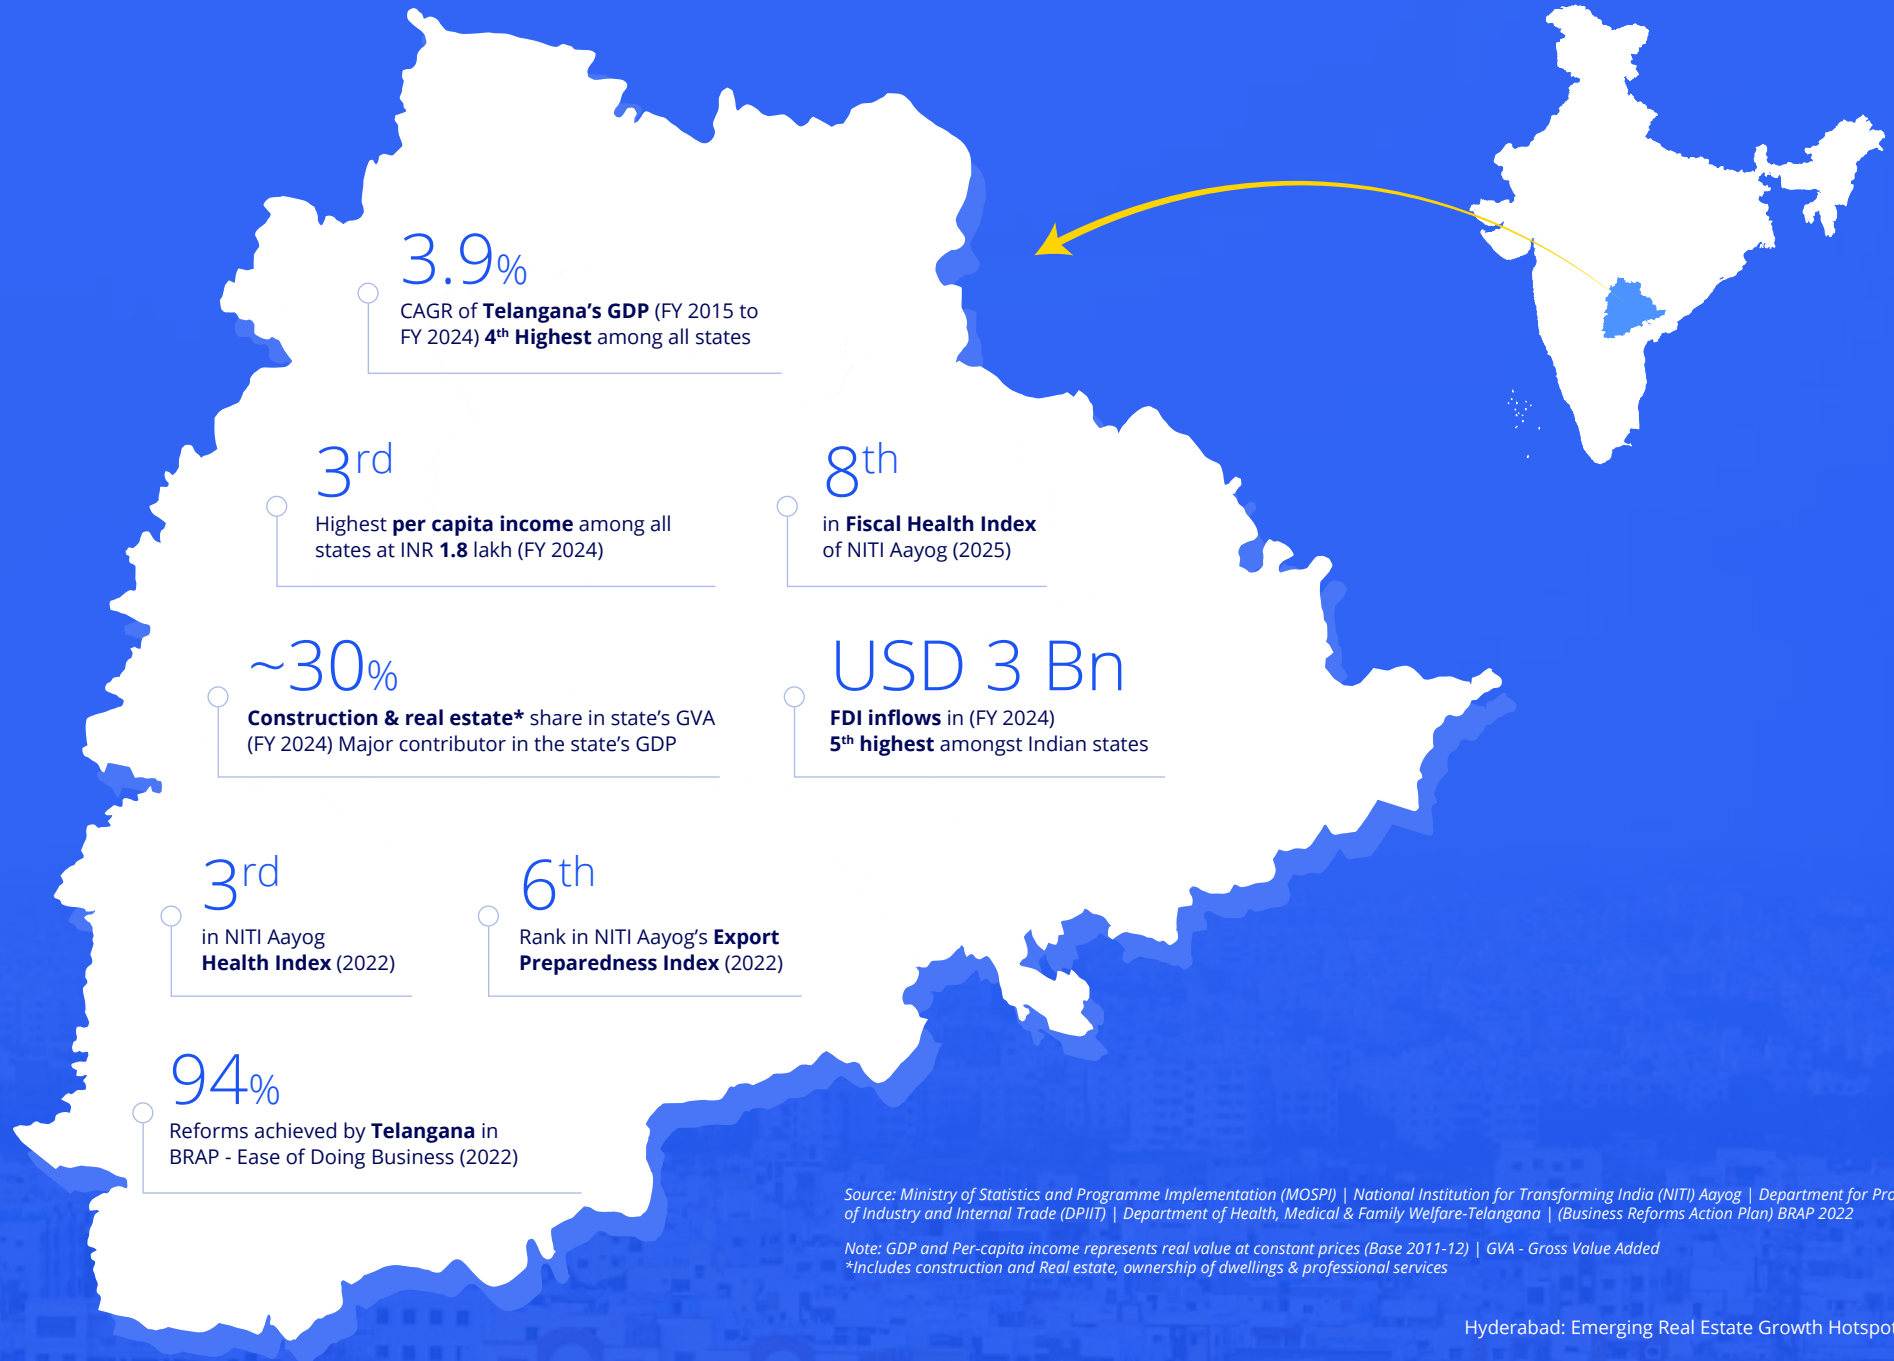 3.9%
CAGR of Telangana’s GDP (FY 2015 to
FY 2024) 4th Highest among all states
3rd
Highest per capita income among all
states at INR 1.8 lakh (FY 2024)
8th
in Fiscal Health Index
of NITI Aayog (2025)
~30%
Construction & real estate* share in state’s GVA
(FY 2024) Major contributor in the state’s GDP
USD 3 Bn
FDI inflows in (FY 2024)
5th highest amongst Indian states
3rd
in NITI Aayog
Health Index (2022)
6th
Rank in NITI Aayog’s Export
Preparedness Index (2022)
94%
Reforms achieved by Telangana in
BRAP - Ease of Doing Business (2022)
Source: Ministry of Statistics and Programme Implementation (MOSPI) | National Institution for Transforming India (NITI) Aayog | Department for
of Industry and Internal Trade (DPIIT) | Department of Health, Medical & Family Welfare-Telangana | (Business Reforms Action Plan) BRAP 2022
Note: GDP and Per-capita income represents real value at constant prices (Base 2011-12) | GVA - Gross Value Added
*Includes construction and Real estate, ownership of dwellings & professional services
Hyderabad: Emerging Real Estate Growth Hotspot